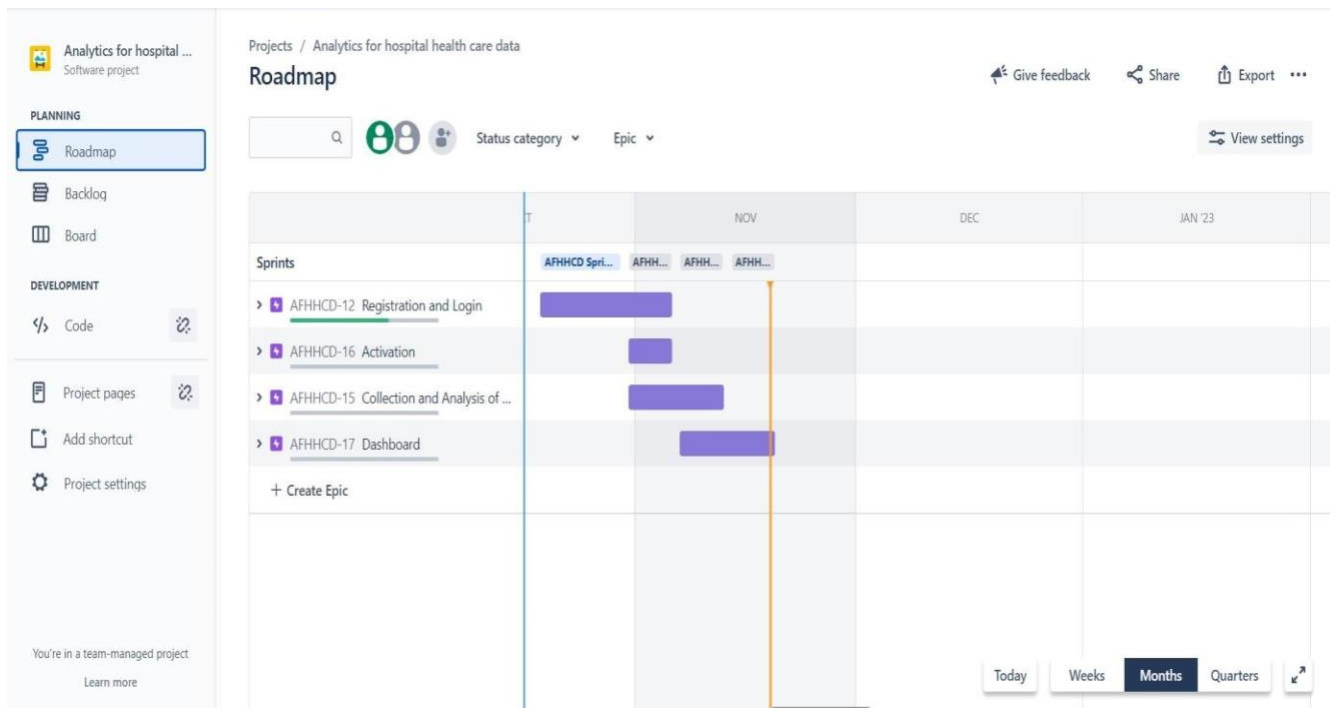 Analytics for hospital ...
Software project
PLANNING
Roadmap
Backlog
Board
DEVELOPMENT
Code
Project pages
Add shortcut
Project settings
You're in a team-managed project
Learn more
Projects / Analytics for hospital health care data
Roadmap
Give feedback Share Export
Status category Epic View settings
T NOV DEC JAN '23
Sprints AFHHCD Spri... AFHH... AFHH... AFHH...
AFHHCD-12 Registration and Login
AFHHCD-16 Activation
AFHHCD-15 Collection and Analysis of ...
AFHHCD-17 Dashboard
+ Create Epic
Today Weeks Months Quarters